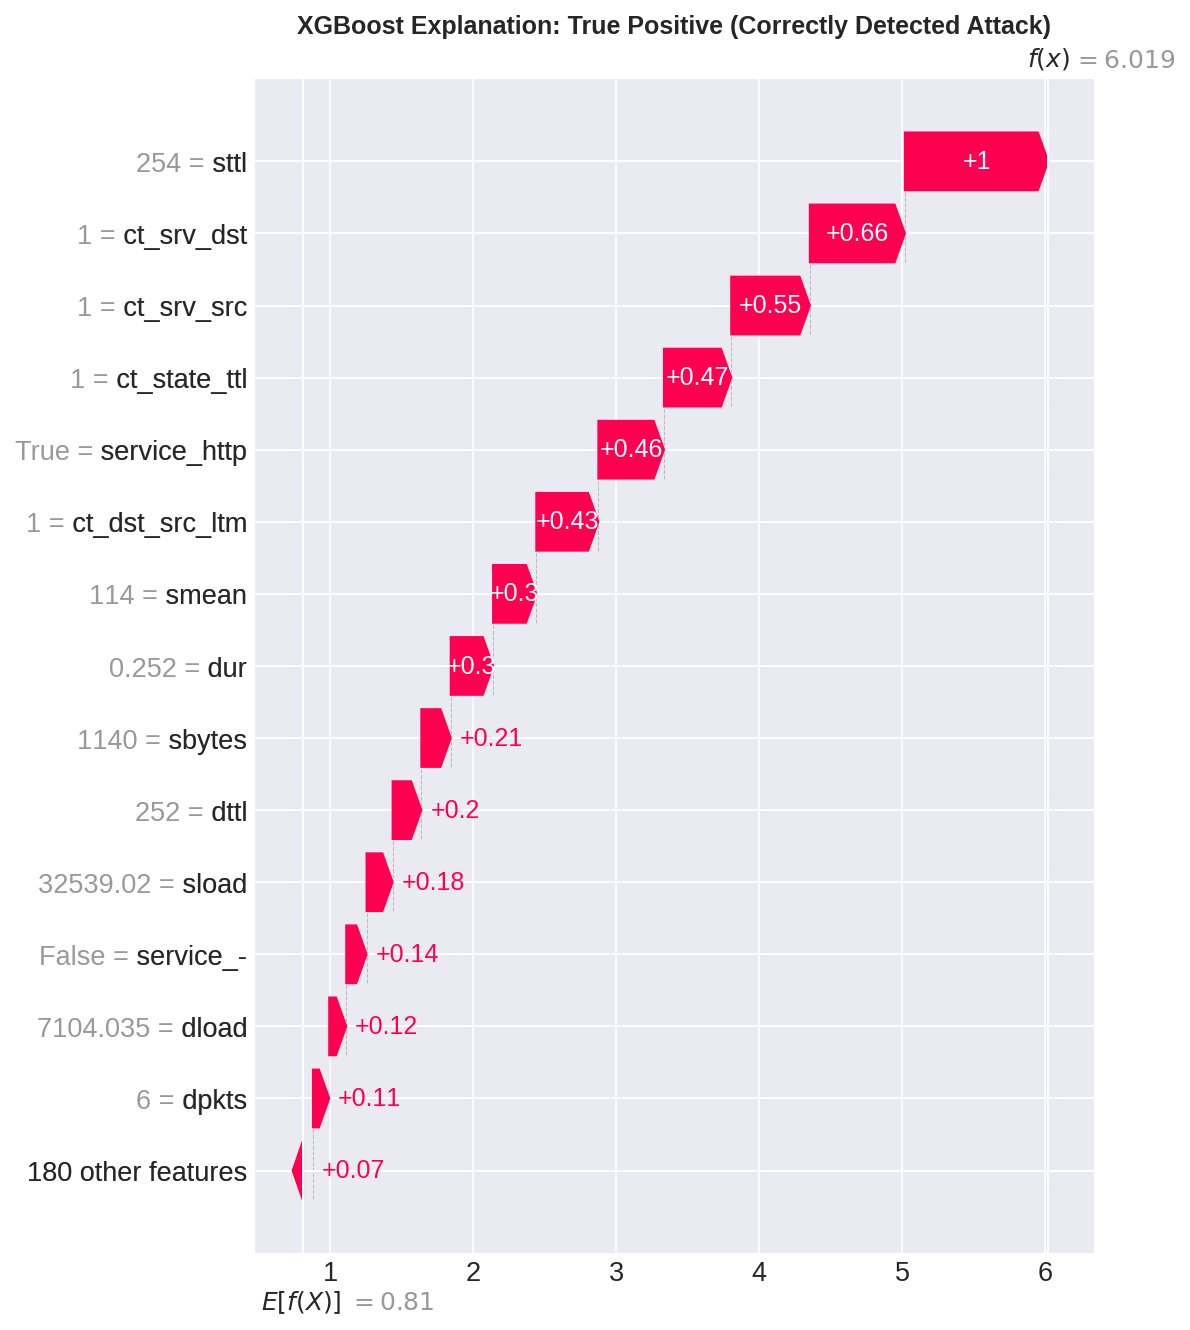 XGBoost Explanation: True Positive (Correctly Detected Attack)
f(x) = 6.019
254 = sttl +1
1 = ct_srv_dst +0.66
1 = ct_srv_src +0.55
1 = ct_state_ttl +0.47
True = service_http +0.46
1 = ct_dst_src_ltm +0.43
114 = smean +0.3
0.252 = dur +0.3
1140 = sbytes +0.21
252 = dttl +0.2
32539.02 = sload +0.18
False = service_- +0.14
7104.035 = dload +0.12
6 = dpkts +0.11
180 other features +0.07
1 2 3 4 5 6
E[f(X)] = 0.81